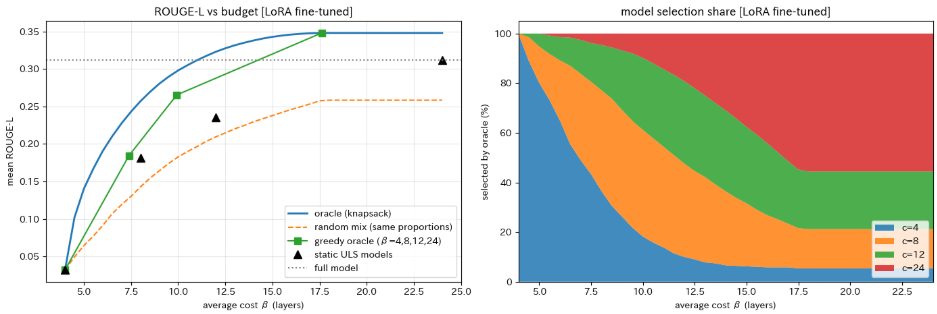 ROUGE-L vs budget [LoRA fine-tuned]
mean ROUGE-L
0.35
0.30
0.25
0.20
0.15
0.10
0.05
5.0 7.5 10.0 12.5 15.0 17.5 20.0 22.5 25.0
average cost β (layers)
oracle (knapsack)
random mix (same proportions)
greedy oracle (β=4,8,12,24)
static ULS models
full model
model selection share [LoRA fine-tuned]
selected by oracle (%)
100
80
60
40
20
0
5.0 7.5 10.0 12.5 15.0 17.5 20.0 22.5
average cost β (layers)
c=4
c=8
c=12
c=24